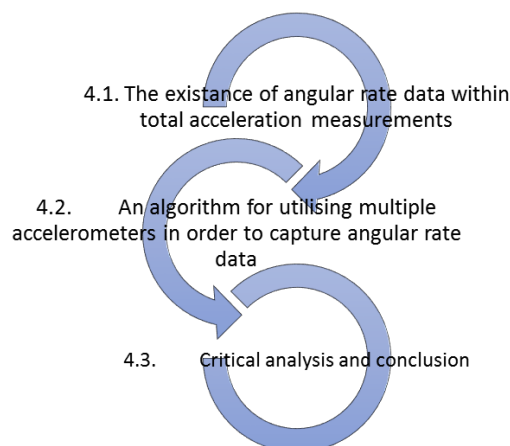 4.1. The existance of angular rate data within
total acceleration measurements
4.2. An algorithm for utilising multiple
accelerometers in order to capture angular rate
data
4.3. Critical analysis and conclusion